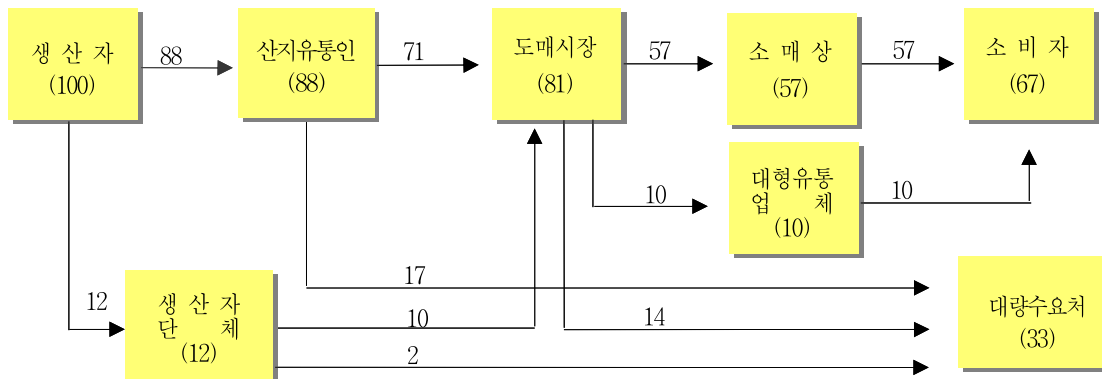 생 산 자
(100)
88
산지유통인
(88)
71
도매시장
(81)
57
소 매 상
(57)
57
소 비 자
(67)
10
대형유통
업 체
(10)
10
12
생 산 자
단 체
(12)
17
10
14
2
대량수요처
(33)